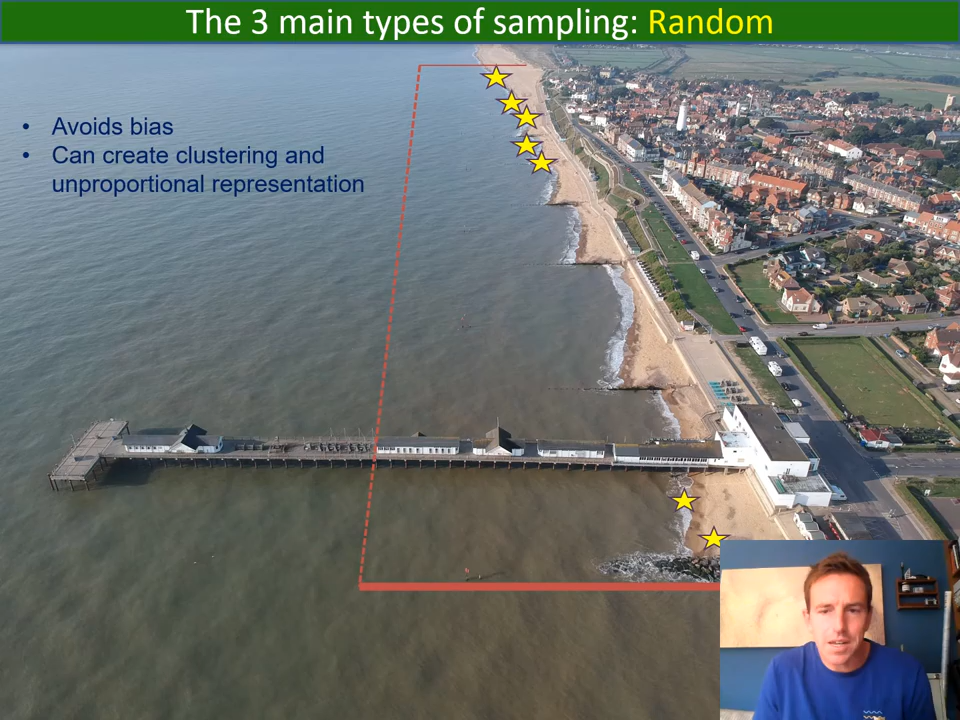 The 3 main types of sampling: Random
• Avoids bias
• Can create clustering and
unproportional representation